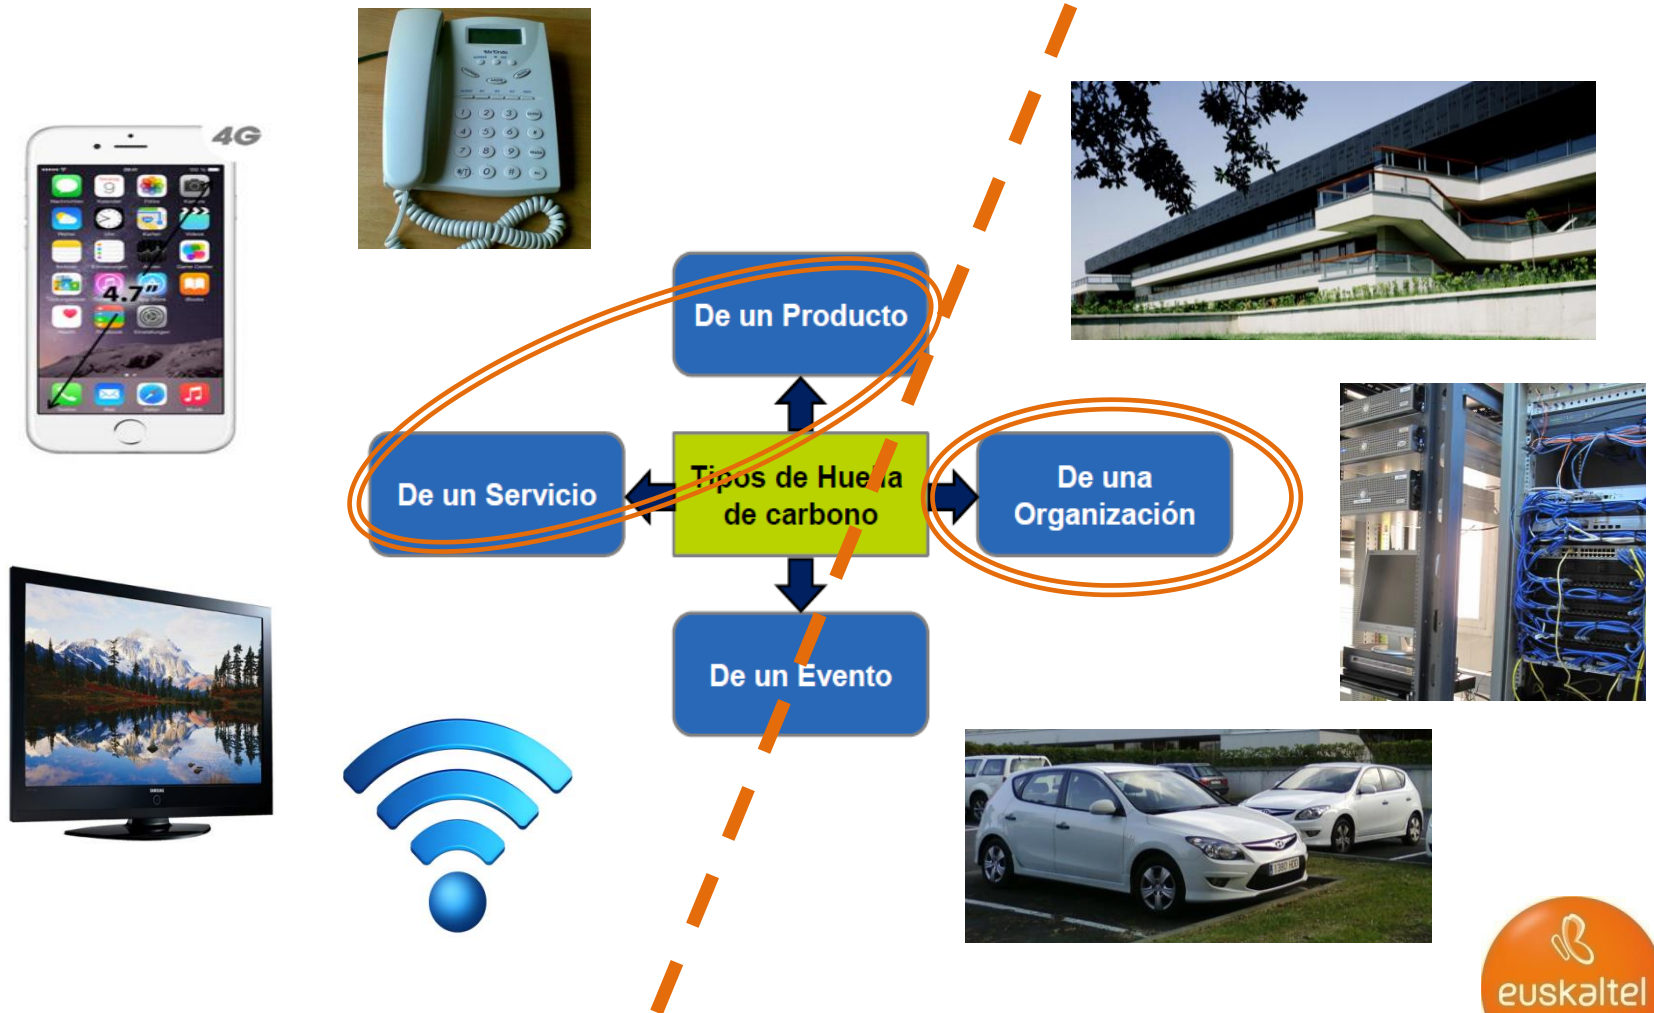 4G
4.7"
De un Producto
De un Servicio
Tipos de Huella
de carbono
De una
Organización
De un Evento
euskaltel